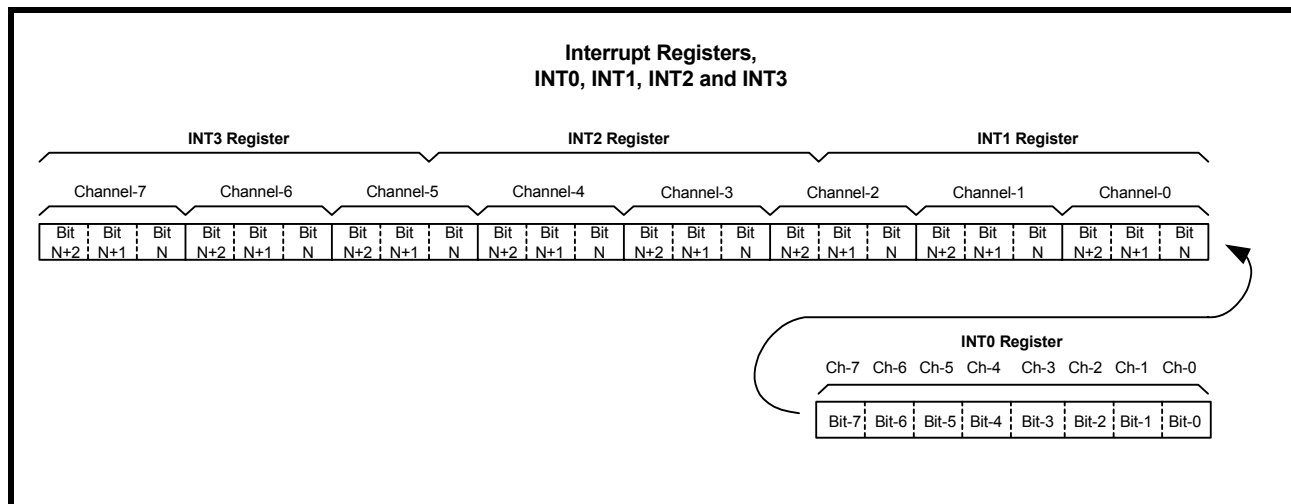 Interrupt Registers,
INT0, INT1, INT2 and INT3
INT3 Register INT2 Register INT1 Register
Channel-7 Channel-6 Channel-5 Channel-4 Channel-3 Channel-2 Channel-1 Channel-0
Bit Bit Bit Bit Bit Bit Bit Bit Bit Bit Bit Bit Bit Bit Bit Bit Bit Bit Bit Bit Bit Bit Bit Bit
N+2 N+1 N N+2 N+1 N N+2 N+1 N N+2 N+1 N N+2 N+1 N N+2 N+1 N N+2 N+1 N N+2 N+1 N
INT0 Register
Ch-7 Ch-6 Ch-5 Ch-4 Ch-3 Ch-2 Ch-1 Ch-0
Bit-7 Bit-6 Bit-5 Bit-4 Bit-3 Bit-2 Bit-1 Bit-0